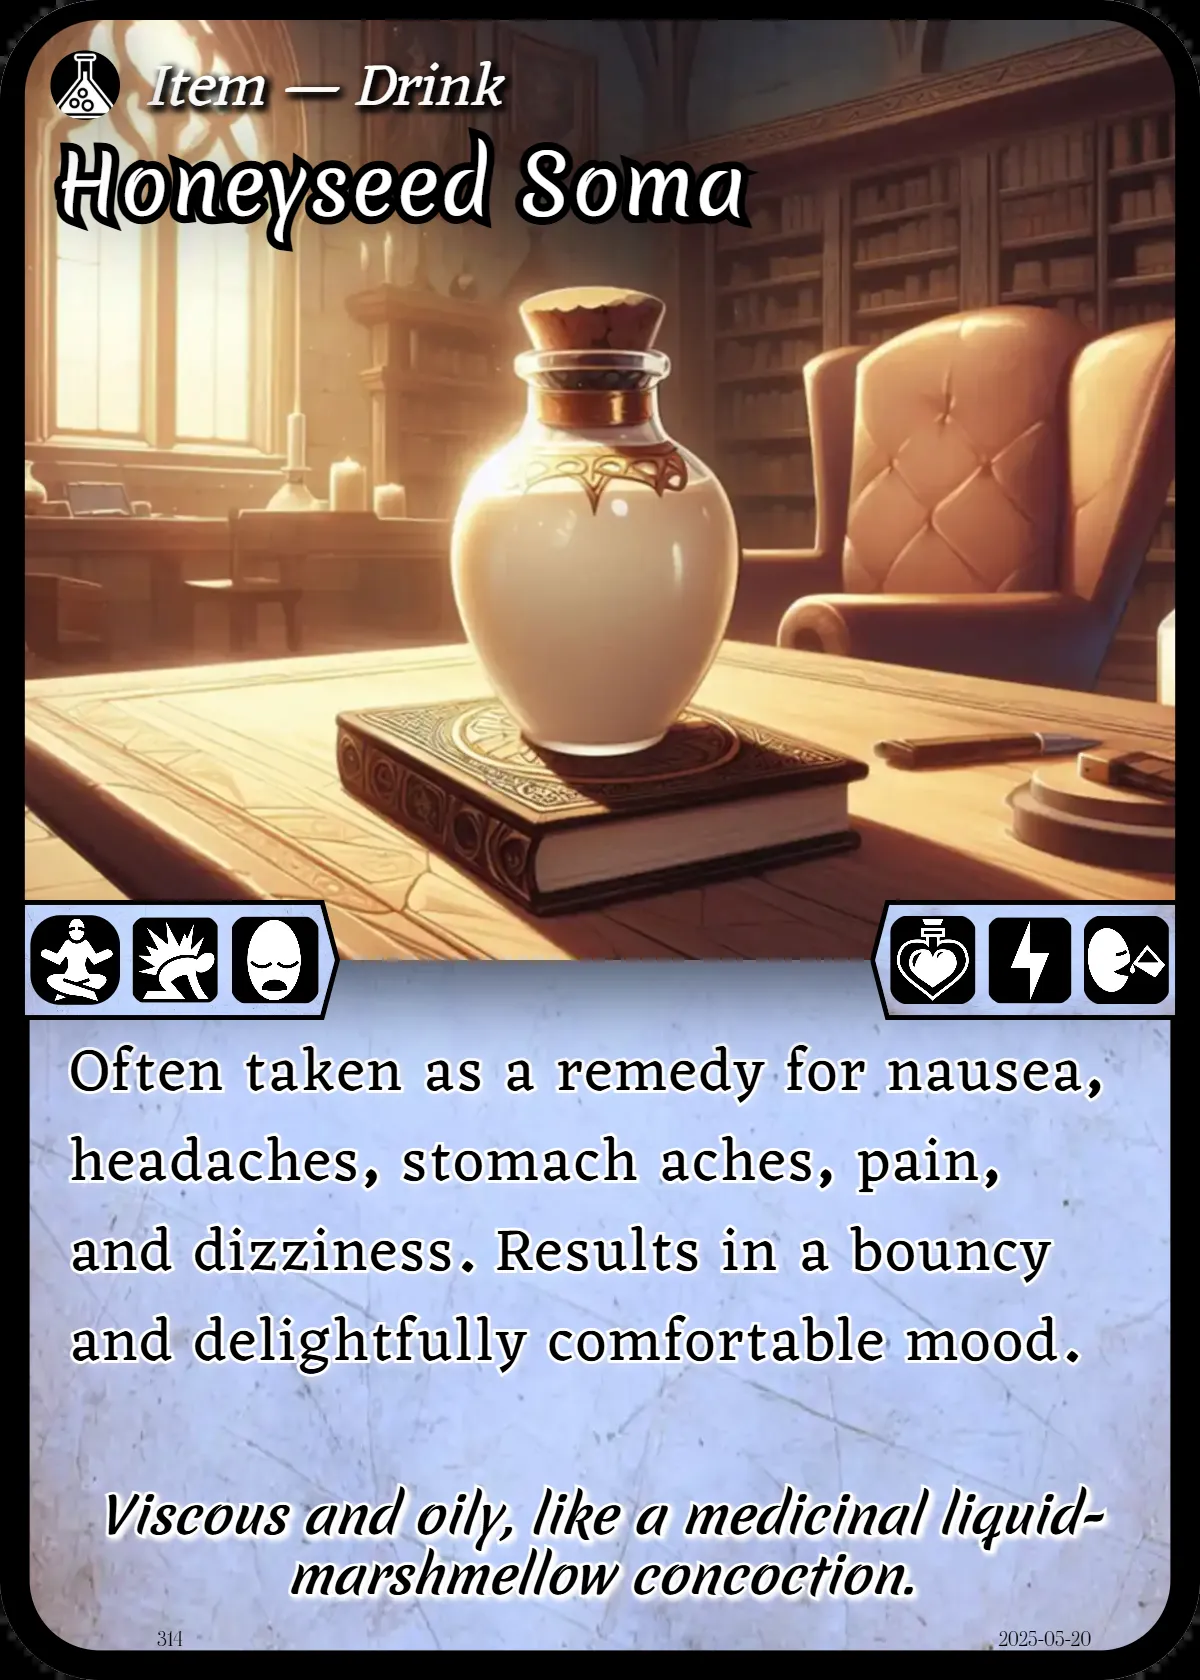 Item — Drink
Honeyseed Soma
Often taken as a remedy for nausea,
headaches, stomach aches, pain,
and dizziness. Results in a bouncy
and delightfully comfortable mood.
Viscous and oily, like a medicinal liquid-
marshmellow concoction.
314
2025-05-20